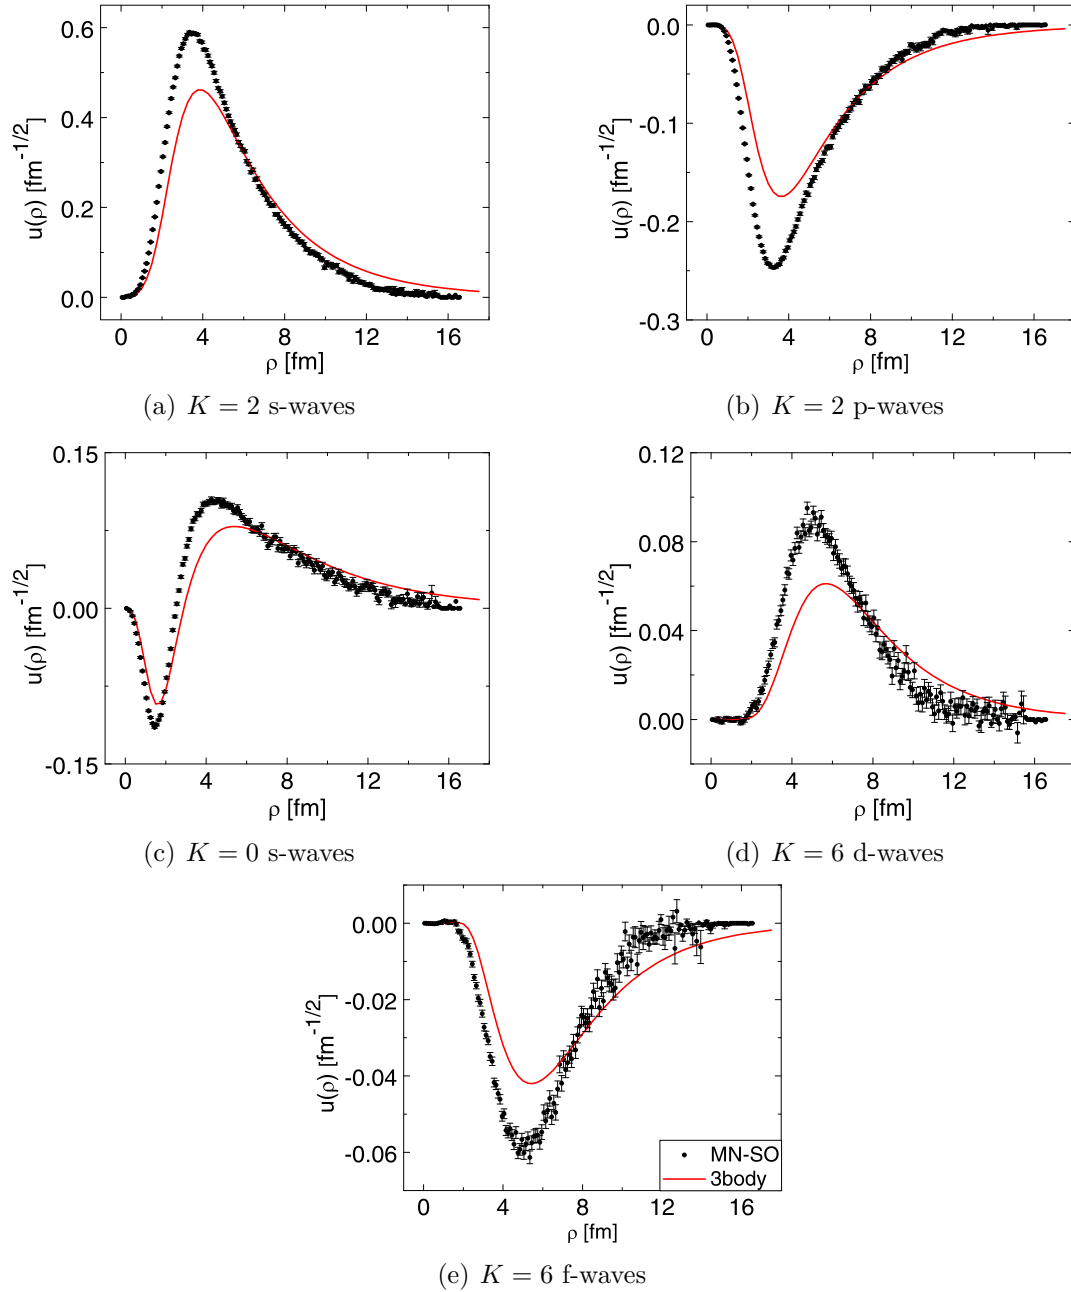 0.6
0.4
0.2
0.0
u(ρ) [fm^-1/2]
0 4 8 12 16
ρ [fm]
(a) K = 2 s-waves
0.0
-0.1
-0.2
-0.3
u(ρ) [fm^-1/2]
0 4 8 12 16
ρ [fm]
(b) K = 2 p-waves
0.15
0.00
-0.15
u(ρ) [fm^-1/2]
0 4 8 12 16
ρ [fm]
(c) K = 0 s-waves
0.12
0.08
0.04
0.00
u(ρ) [fm^-1/2]
0 4 8 12 16
ρ [fm]
(d) K = 6 d-waves
0.00
-0.02
-0.04
-0.06
u(ρ) [fm^-1/2]
MN-SO
3body
0 4 8 12 16
ρ [fm]
(e) K = 6 f-waves